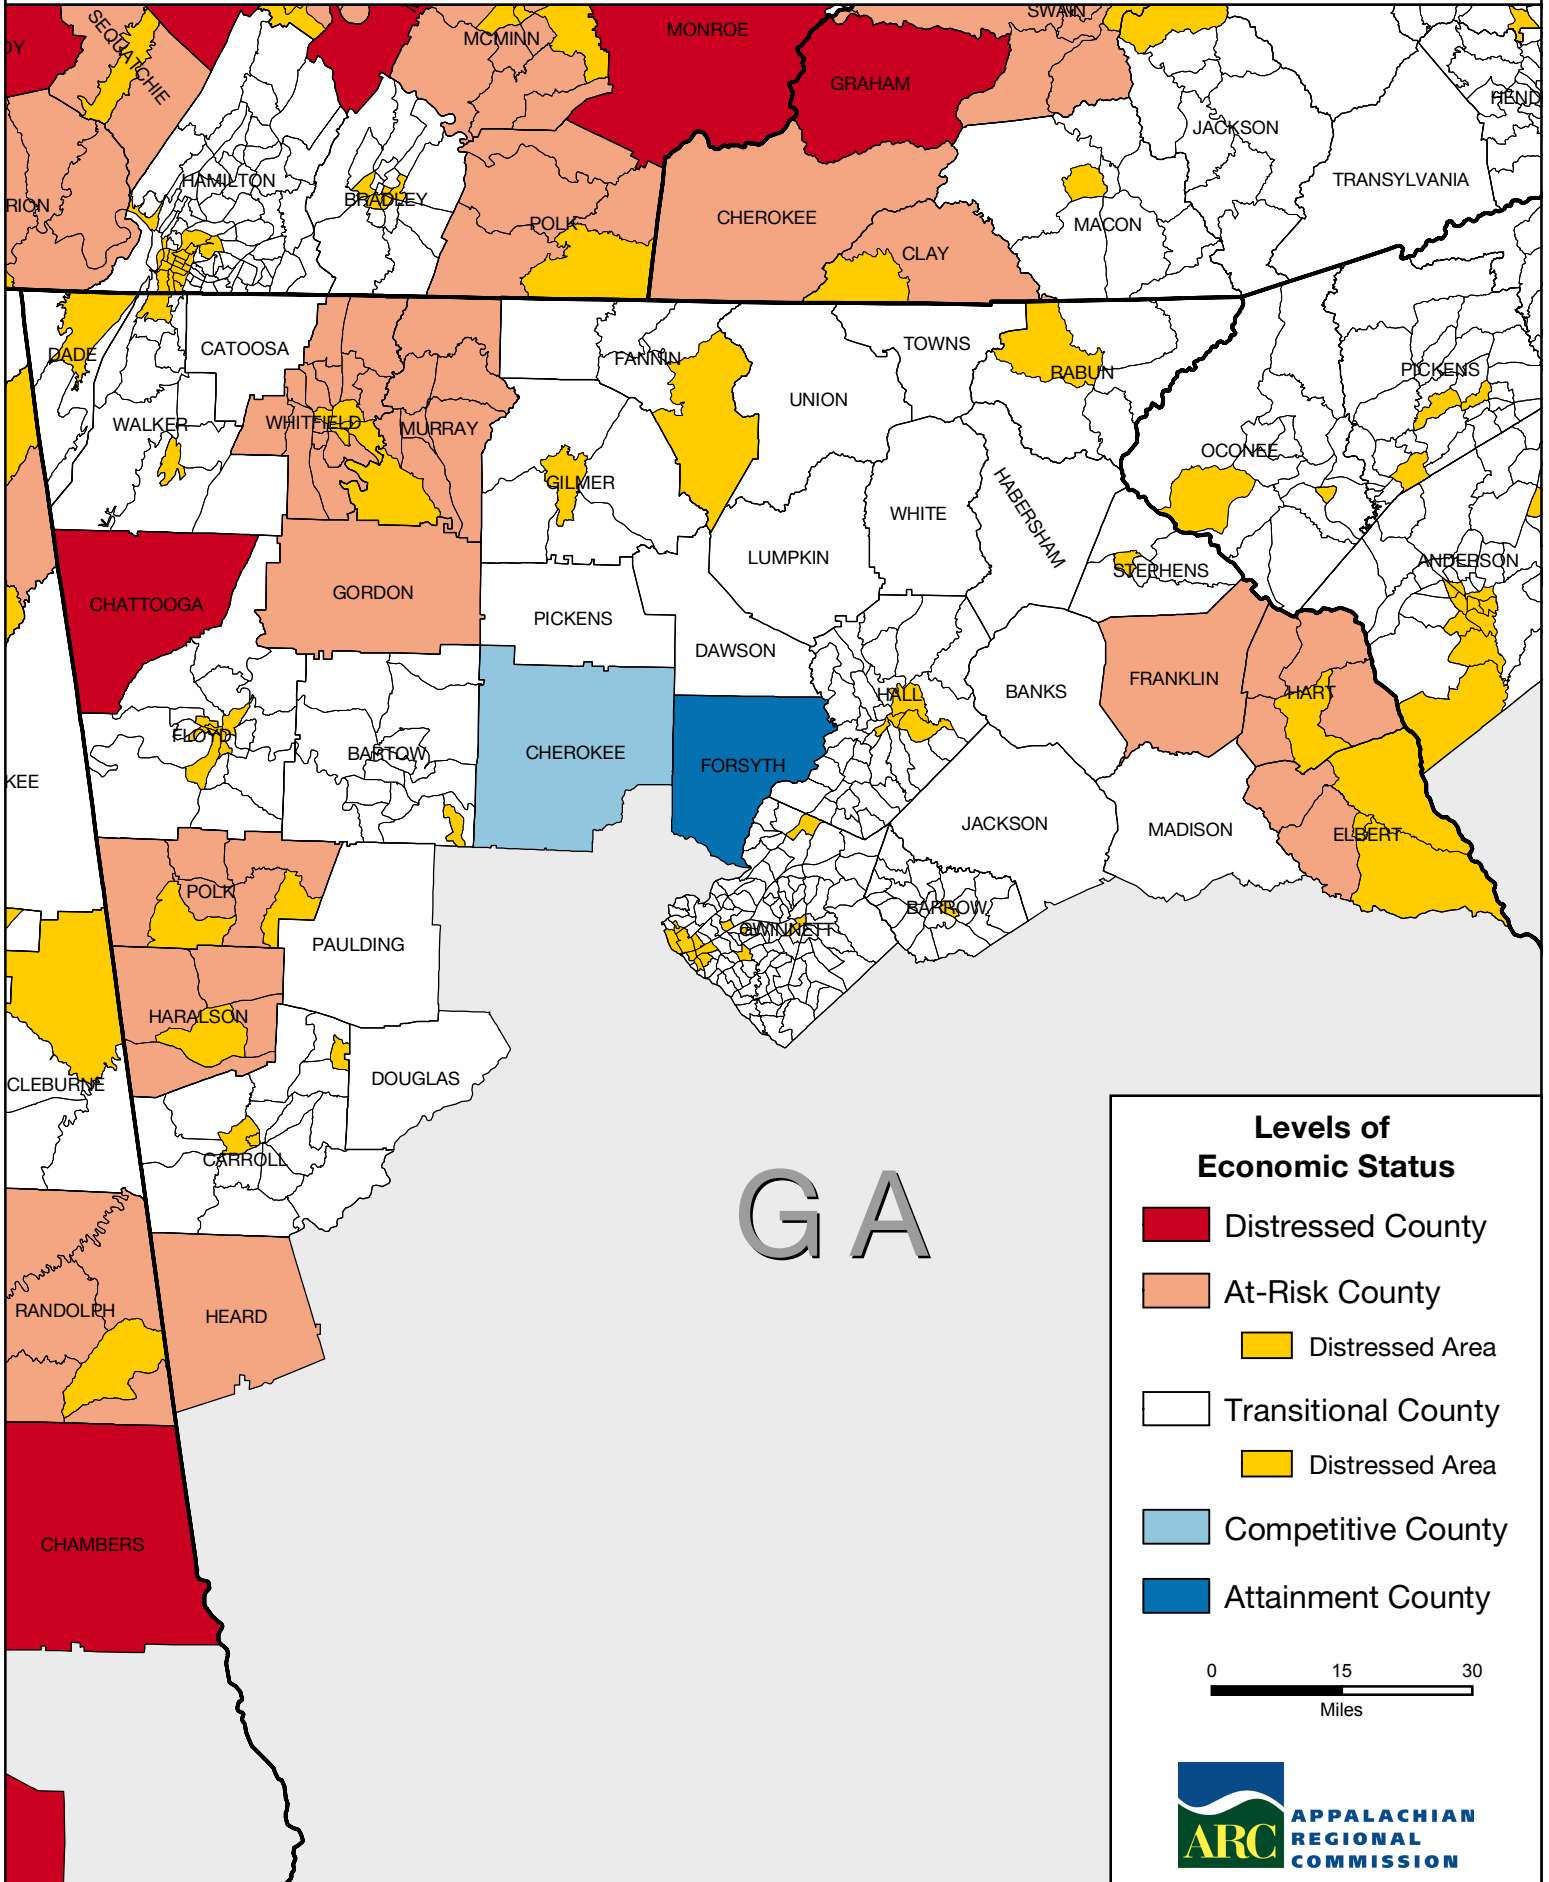 SWAIN
MCMINN
MONROE
SEQUATCHIE
DY
GRAHAM
HEND
JACKSON
HAMILTON
TRANSYLVANIA
BRADLEY
RION
CHEROKEE
POLK
MACON
CLAY
TOWNS
CATOOSA
DADE
FANNIN
PICKENS
RABUN
UNION
WALKER
WHITFIELD
MURRAY
OCONEE
GILMER
WHITE
HABERSHAM
LUMPKIN
ANDERSON
STEPHENS
GORDON
CHATTOOGA
PICKENS
DAWSON
FRANKLIN
BANKS
HART
HALL
FLOYD
BARTOW
CHEROKEE
FORSYTH
KEE
JACKSON
MADISON
ELBERT
POLK
BARROW
GWINNETT
PAULDING
HARALSON
DOUGLAS
CLEBURNE
CARROLL
GA
RANDOLPH
HEARD
CHAMBERS
Levels of
Economic Status
Distressed County
At-Risk County
Distressed Area
Transitional County
Distressed Area
Competitive County
Attainment County
0 15 30
Miles
ARC
APPALACHIAN
REGIONAL
COMMISSION